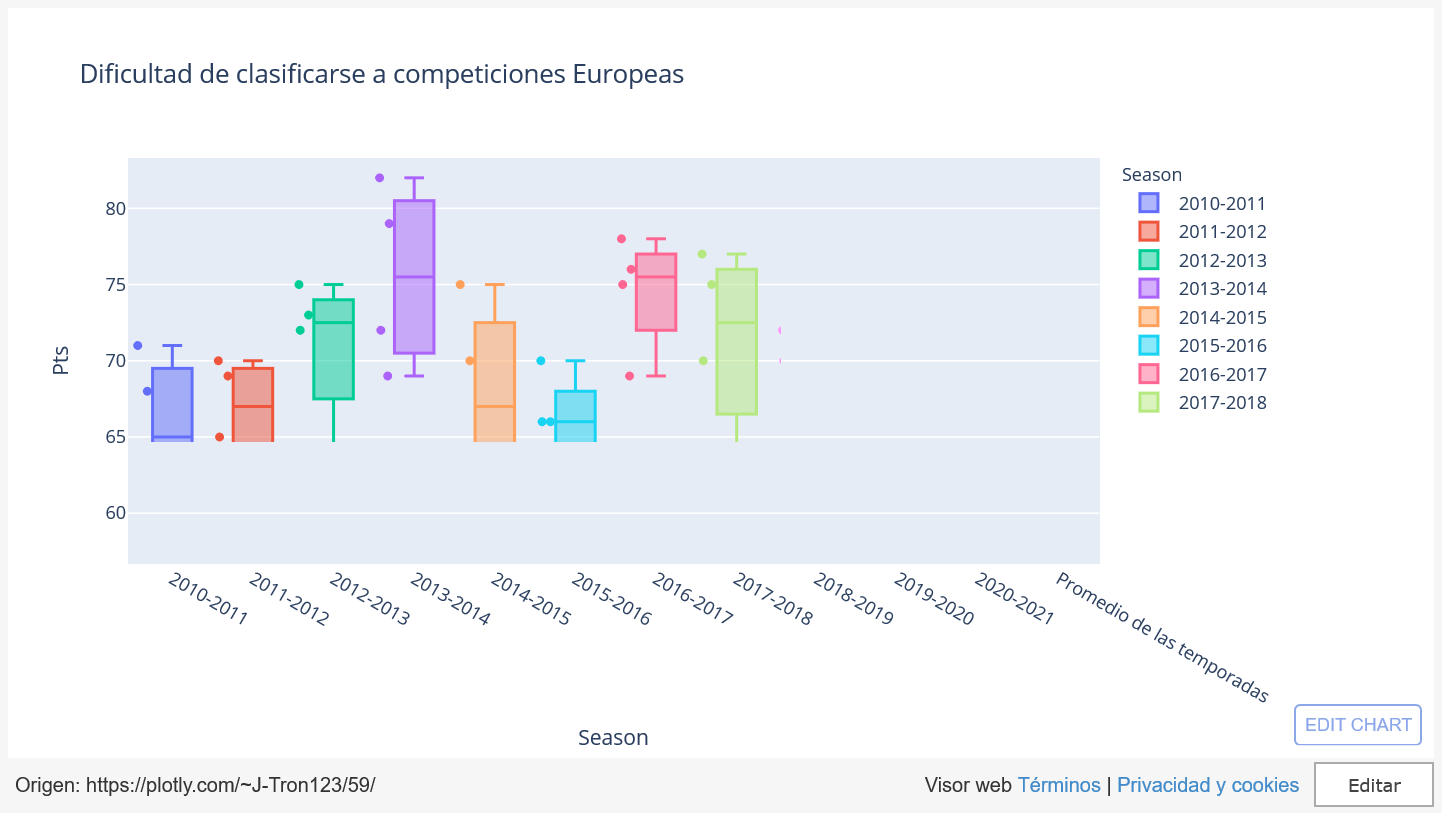 Dificultad de clasificarse a competiciones Europeas
Pts
80
75
70
65
60
2010-2011
2011-2012
2012-2013
2013-2014
2014-2015
2015-2016
2016-2017
2017-2018
2018-2019
2019-2020
2020-2021
Promedio de las temporadas
Season
Season
2010-2011
2011-2012
2012-2013
2013-2014
2014-2015
2015-2016
2016-2017
2017-2018
EDIT CHART
Origen: https://plotly.com/~J-Tron123/59/
Visor web Términos | Privacidad y cookies
Editar